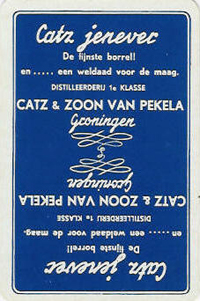 Catz jenever
De fijnste borrel!
en ..... een weldaad voor de maag.
DISTILLEERDERIJ 1e KLASSE
CATZ & ZOON VAN PEKELA
Groningen
Groningen
CATZ & ZOON VAN PEKELA
DISTILLEERDERIJ 1e KLASSE
en ..... een weldaad voor de maag.
De fijnste borrel!!
Catz jenever